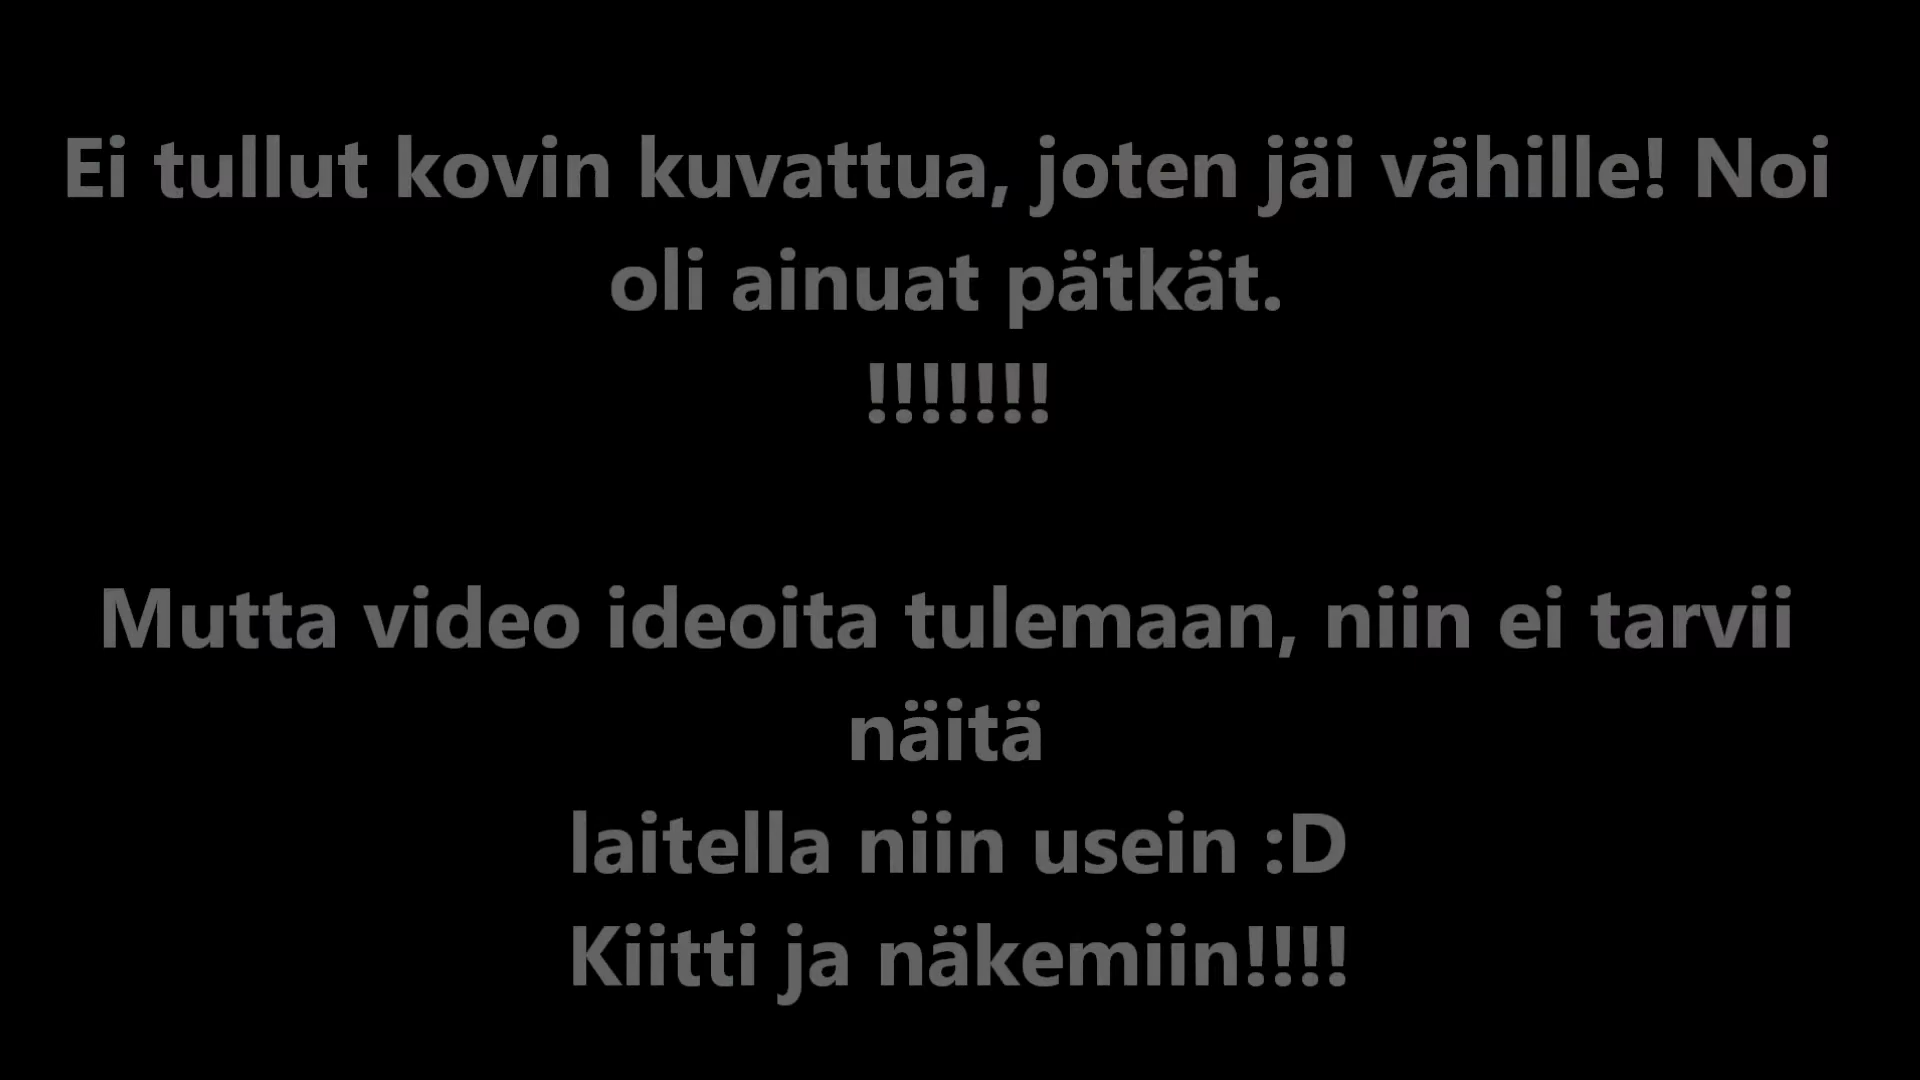 Ei tullut kovin kuvattua, joten jäi vähille! Noi
oli ainuat pätkät.
!!!!!!!
Mutta video ideoita tulemaan, niin ei tarvii
näitä
laitella niin usein :D
Kiitti ja näkemiin!!!!